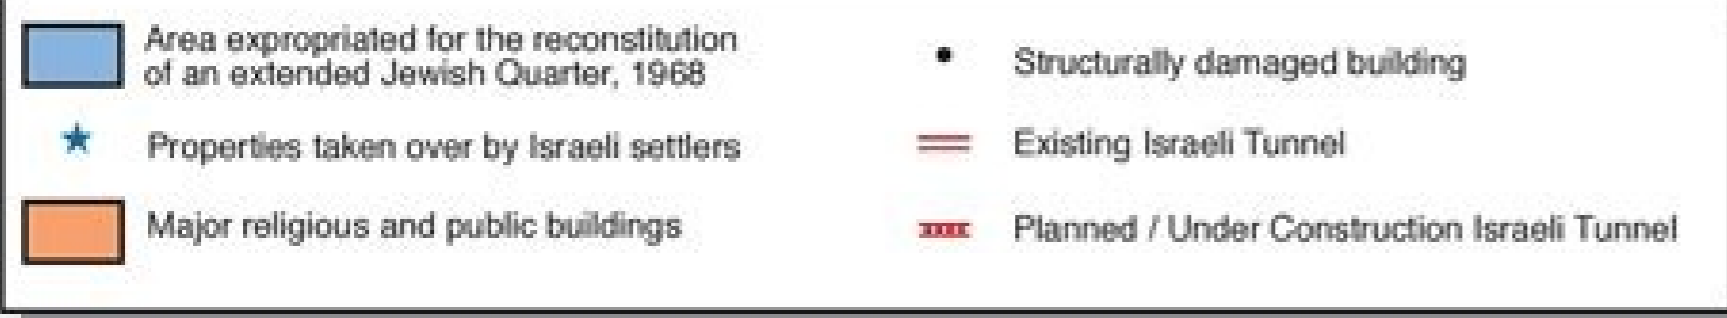 Area expropriated for the reconstitution
of an extended Jewish Quarter, 1968
Properties taken over by Israeli settlers
Major religious and public buildings
Structurally damaged building
Existing Israeli Tunnel
Planned / Under Construction Israeli Tunnel